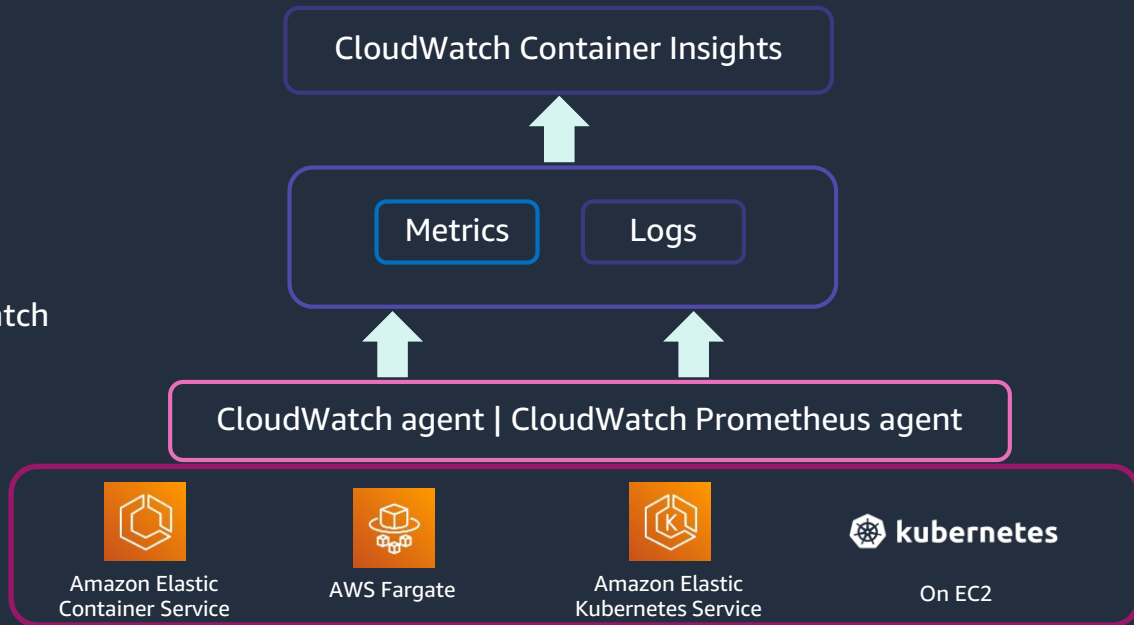 CloudWatch Container Insights
Metrics
Logs
CloudWatch agent | CloudWatch Prometheus agent
Amazon Elastic
Container Service
AWS Fargate
K
Amazon Elastic
Kubernetes Service
kubernetes
On EC2